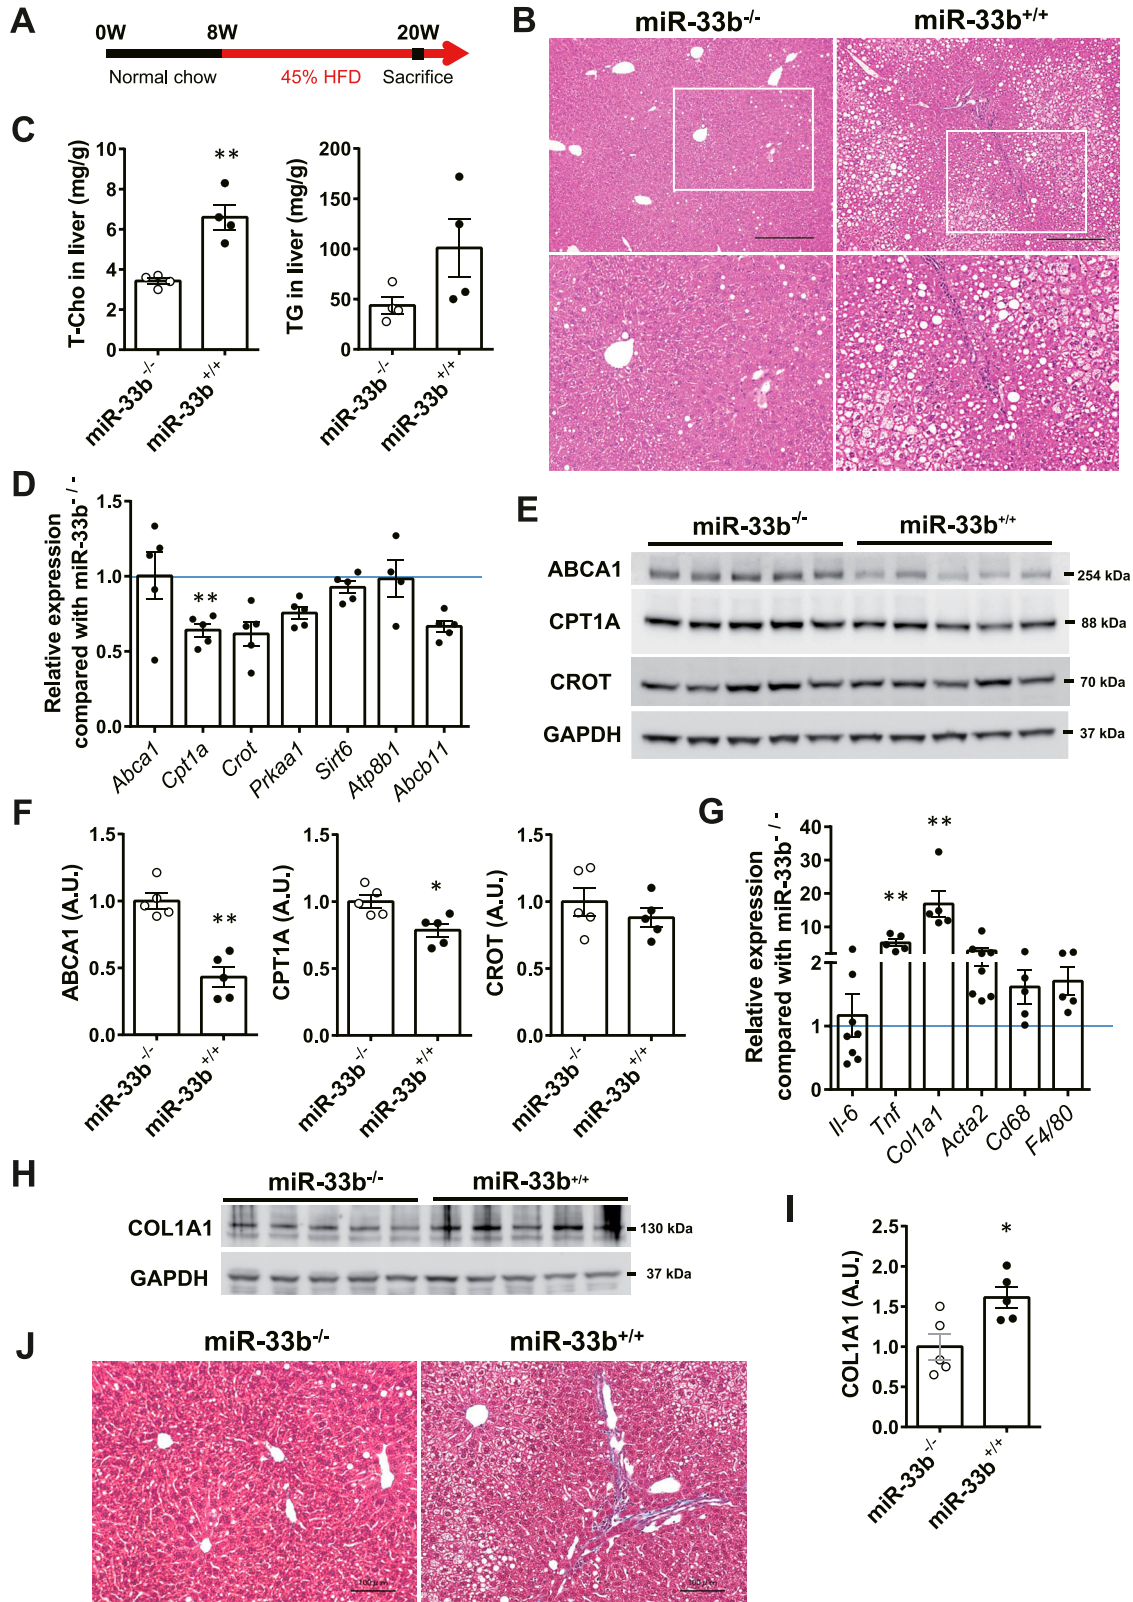 A
0W 8W 20W
Normal chow 45% HFD Sacrifice
B
miR-33b-/- miR-33b+/+
C
T-Cho in liver (mg/g)
10
8
6
4
2
0
**
miR-33b-/-
miR-33b+/+
TG in liver (mg/g)
200
150
100
50
0
miR-33b-/-
miR-33b+/+
D
Relative expression
compared with miR-33b-/-
1.5
1.0
0.5
0.0
**
Abca1
Cpt1a
Crot
Prkaa1
Sirt6
Atp8b1
Abcb11
E
miR-33b-/- miR-33b+/+
ABCA1 254 kDa
CPT1A 88 kDa
CROT 70 kDa
GAPDH 37 kDa
F
ABCA1 (A.U.)
1.5
1.0
0.5
0.0
**
miR-33b-/-
miR-33b+/+
CPT1A (A.U.)
1.5
1.0
0.5
0.0
*
miR-33b-/-
miR-33b+/+
CROT (A.U.)
1.5
1.0
0.5
0.0
miR-33b-/-
miR-33b+/+
G
Relative expression
compared with miR-33b-/-
40
30
20
10
2
1
0
**
**
Il-6
Tnf
Col1a1
Acta2
Cd68
F4/80
H
miR-33b-/- miR-33b+/+
COL1A1 130 kDa
GAPDH 37 kDa
I
COL1A1 (A.U.)
2.5
2.0
1.5
1.0
0.5
0.0
*
miR-33b-/-
miR-33b+/+
J
miR-33b-/- miR-33b+/+
100 μm
100 μm